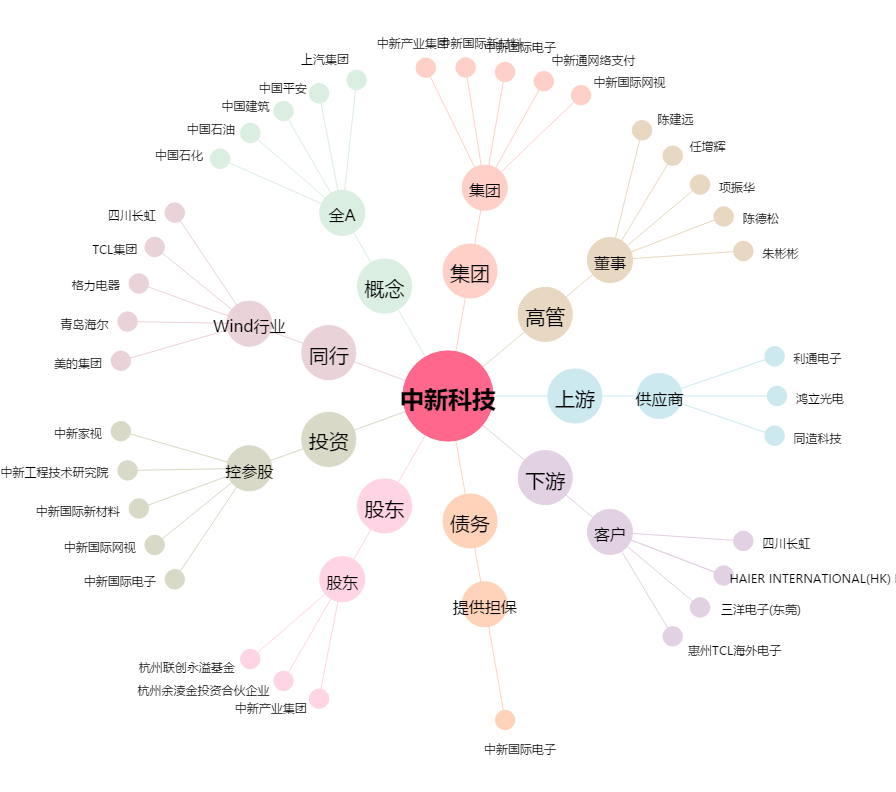 中新产业集团
中新国际新材料
中新国际电子
中新通网络支付
中新国际网视
集团
集团
上汽集团
中国平安
中国建筑
中国石油
中国石化
全A
概念
陈建远
任增辉
项振华
陈德松
朱彬彬
董事
高管
四川长虹
TCL集团
格力电器
青岛海尔
美的集团
Wind行业
同行
中新科技
上游
供应商
利通电子
鸿立光电
同造科技
投资
控参股
中新家视
中新工程技术研究院
中新国际新材料
中新国际网视
中新国际电子
下游
客户
四川长虹
HAIER INTERNATIONAL(HK)
三洋电子(东莞)
惠州TCL海外电子
股东
股东
杭州联创永溢基金
杭州余淩金投资合伙企业
中新产业集团
债务
提供担保
中新国际电子